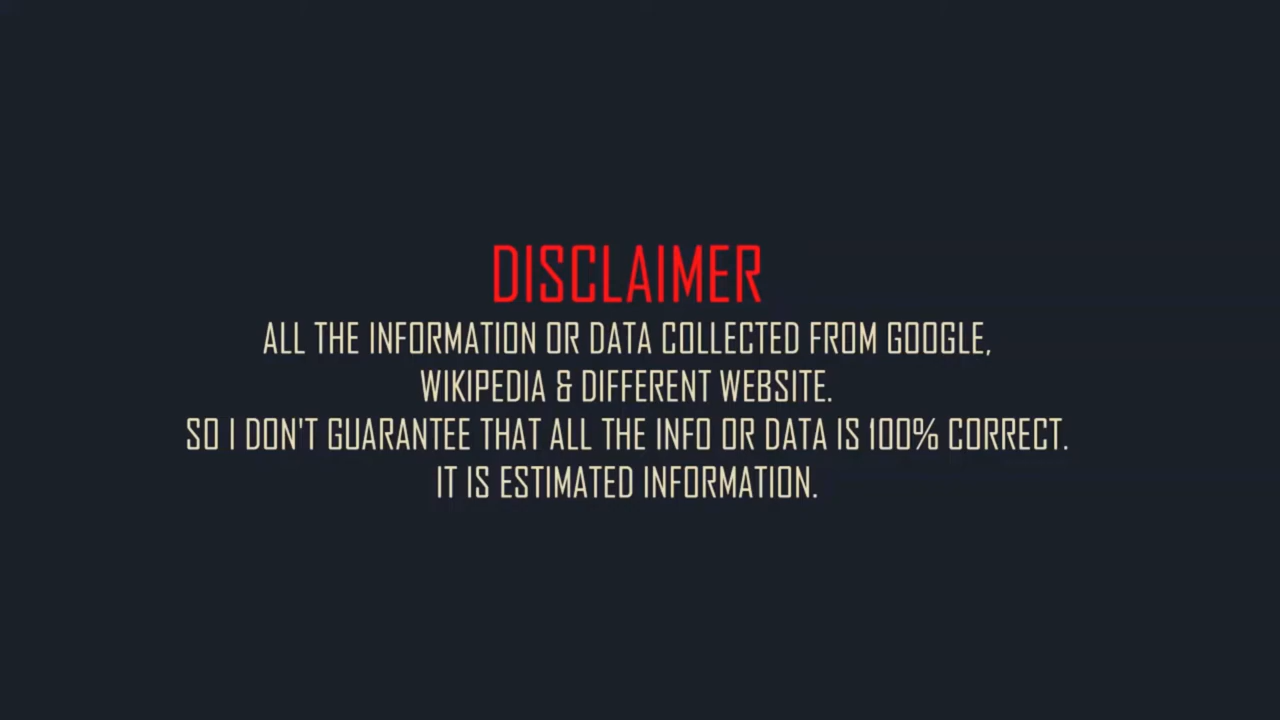 DISCLAIMER
ALL THE INFORMATION OR DATA COLLECTED FROM GOOGLE,
WIKIPEDIA & DIFFERENT WEBSITE.
SO I DON'T GUARANTEE THAT ALL THE INFO OR DATA IS 100% CORRECT.
IT IS ESTIMATED INFORMATION.